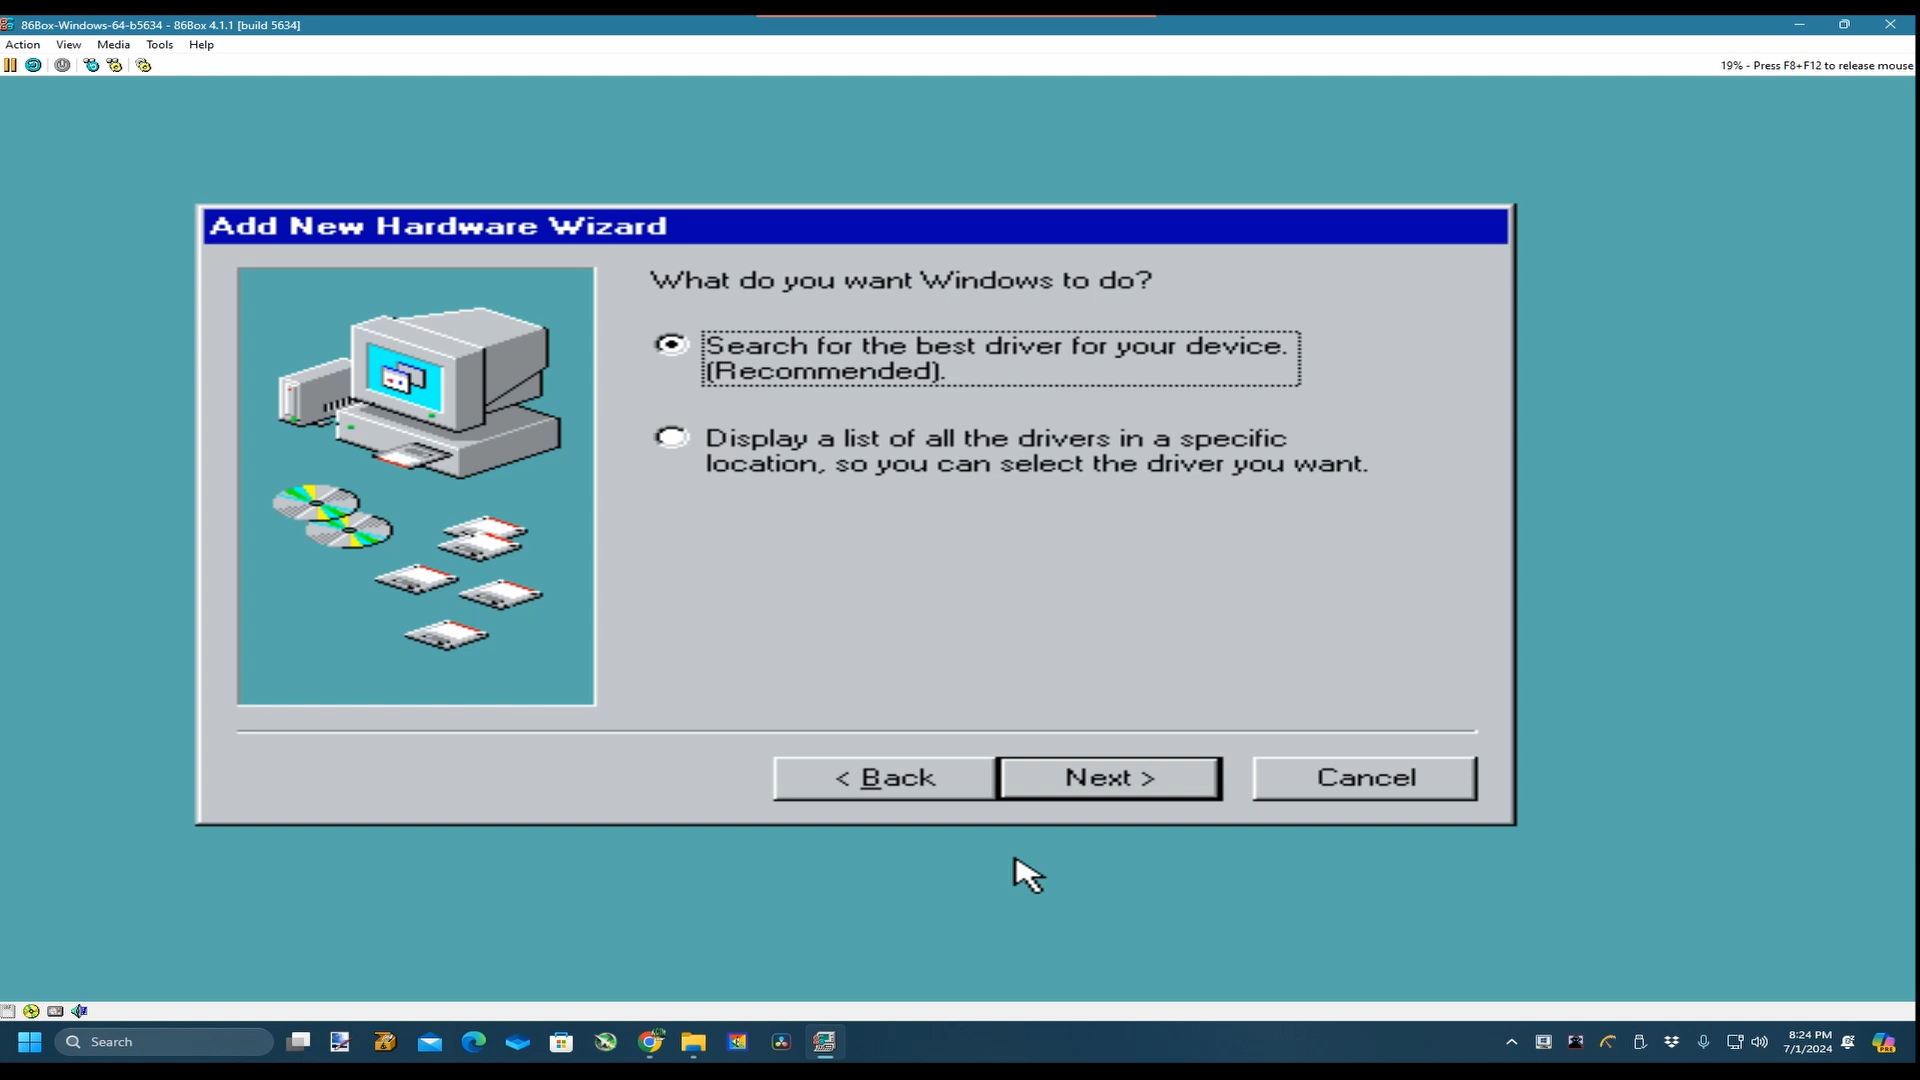 86Box-Windows-64-b5634 - 86Box 4.1.1 [build 5634]
Action View Media Tools Help
19% - Press F8+F12 to release mouse
Add New Hardware Wizard
What do you want Windows to do?
Search for the best driver for your device.
(Recommended).
Display a list of all the drivers in a specific
location, so you can select the driver you want.
< Back Next > Cancel
Search
8:24 PM
7/1/2024
PRE